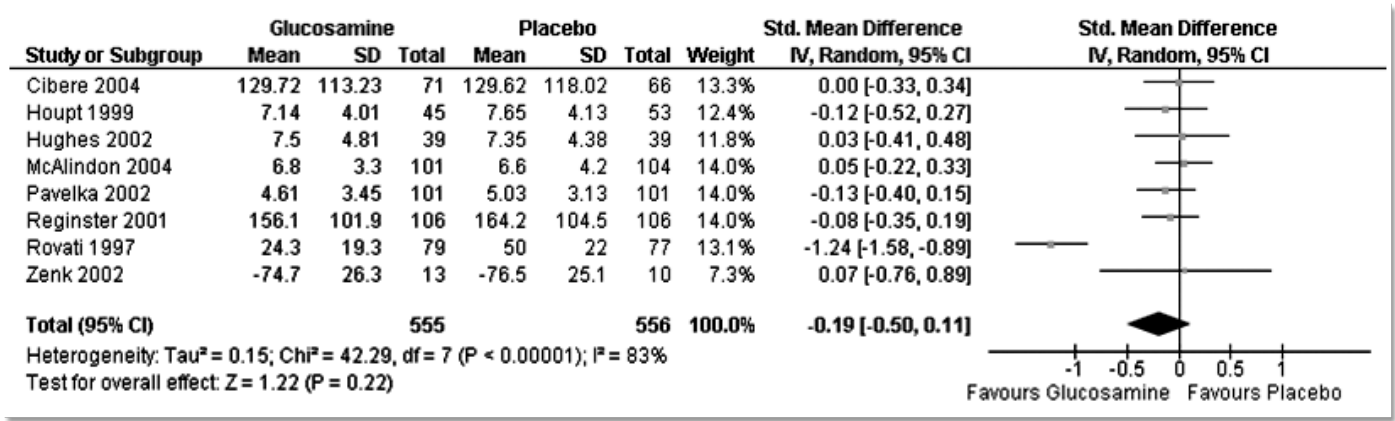 Glucosamine Placebo Std. Mean Difference Std. Mean Difference
Study or Subgroup Mean SD Total Mean SD Total Weight IV, Random, 95% CI IV, Random, 95% CI
Cibere 2004 129.72 113.23 71 129.62 118.02 66 13.3% 0.00 [-0.33, 0.34]
Houpt 1999 7.14 4.01 45 7.65 4.13 53 12.4% -0.12 [-0.52, 0.27]
Hughes 2002 7.5 4.81 39 7.35 4.38 39 11.8% 0.03 [-0.41, 0.48]
McAlindon 2004 6.8 3.3 101 6.6 4.2 104 14.0% 0.05 [-0.22, 0.33]
Pavelka 2002 4.61 3.45 101 5.03 3.13 101 14.0% -0.13 [-0.40, 0.15]
Reginster 2001 156.1 101.9 106 164.2 104.5 106 14.0% -0.08 [-0.35, 0.19]
Rovati 1997 24.3 19.3 79 50 22 77 13.1% -1.24 [-1.58, -0.89]
Zenk 2002 -74.7 26.3 13 -76.5 25.1 10 7.3% 0.07 [-0.76, 0.89]
Total (95% CI) 555 556 100.0% -0.19 [-0.50, 0.11]
Heterogeneity: Tau² = 0.15; Chi² = 42.29, df = 7 (P < 0.00001); I² = 83%
Test for overall effect: Z = 1.22 (P = 0.22)
-1 -0.5 0 0.5 1
Favours Glucosamine Favours Placebo